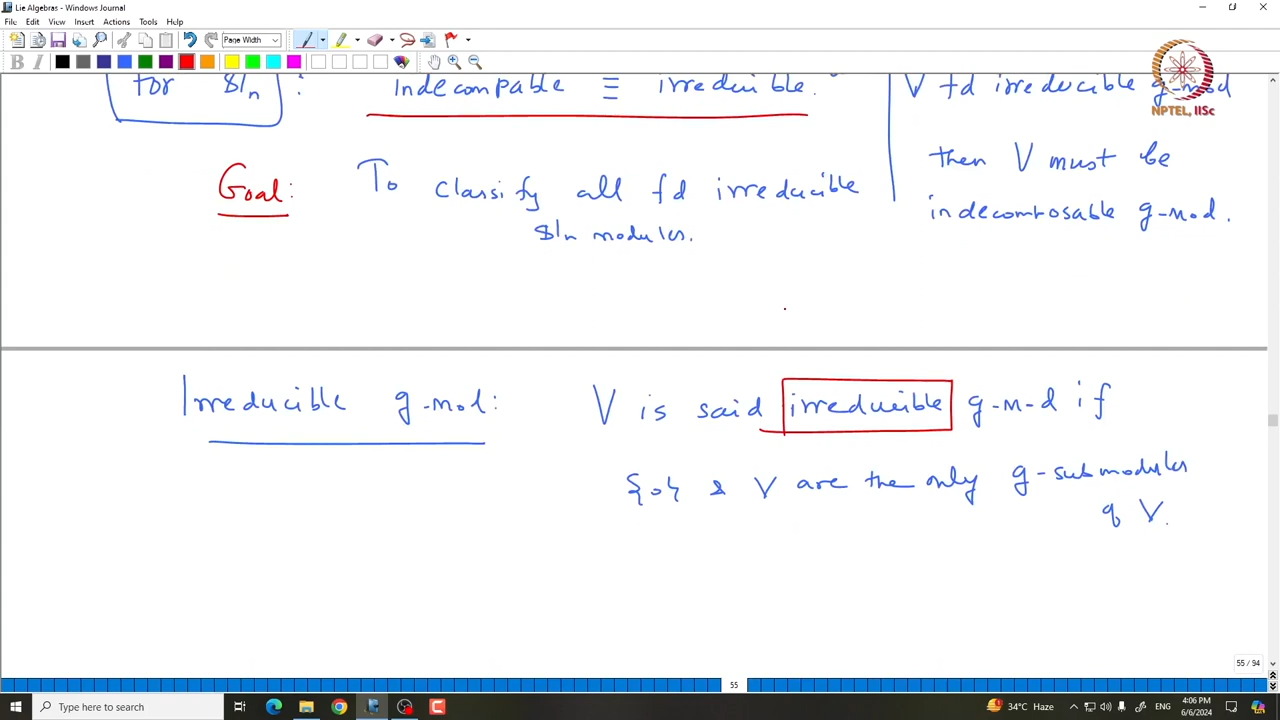 Lie Algebras - Windows Journal
File Edit View Insert Actions Tools Help
Page Width
for sln : Indecompable ≡ irreducible.
V fd irreducible g-mod
NPTEL, IISc
then V must be
indecomposable g-mod.
Goal: To classify all fd irreducible
sln modules.
Irreducible g-mod: V is said irreducible g-m-d if
{0} & V are the only g-submodules
of V.
55 / 94
55
Type here to search
34°C Haze
ENG
4:06 PM
6/6/2024